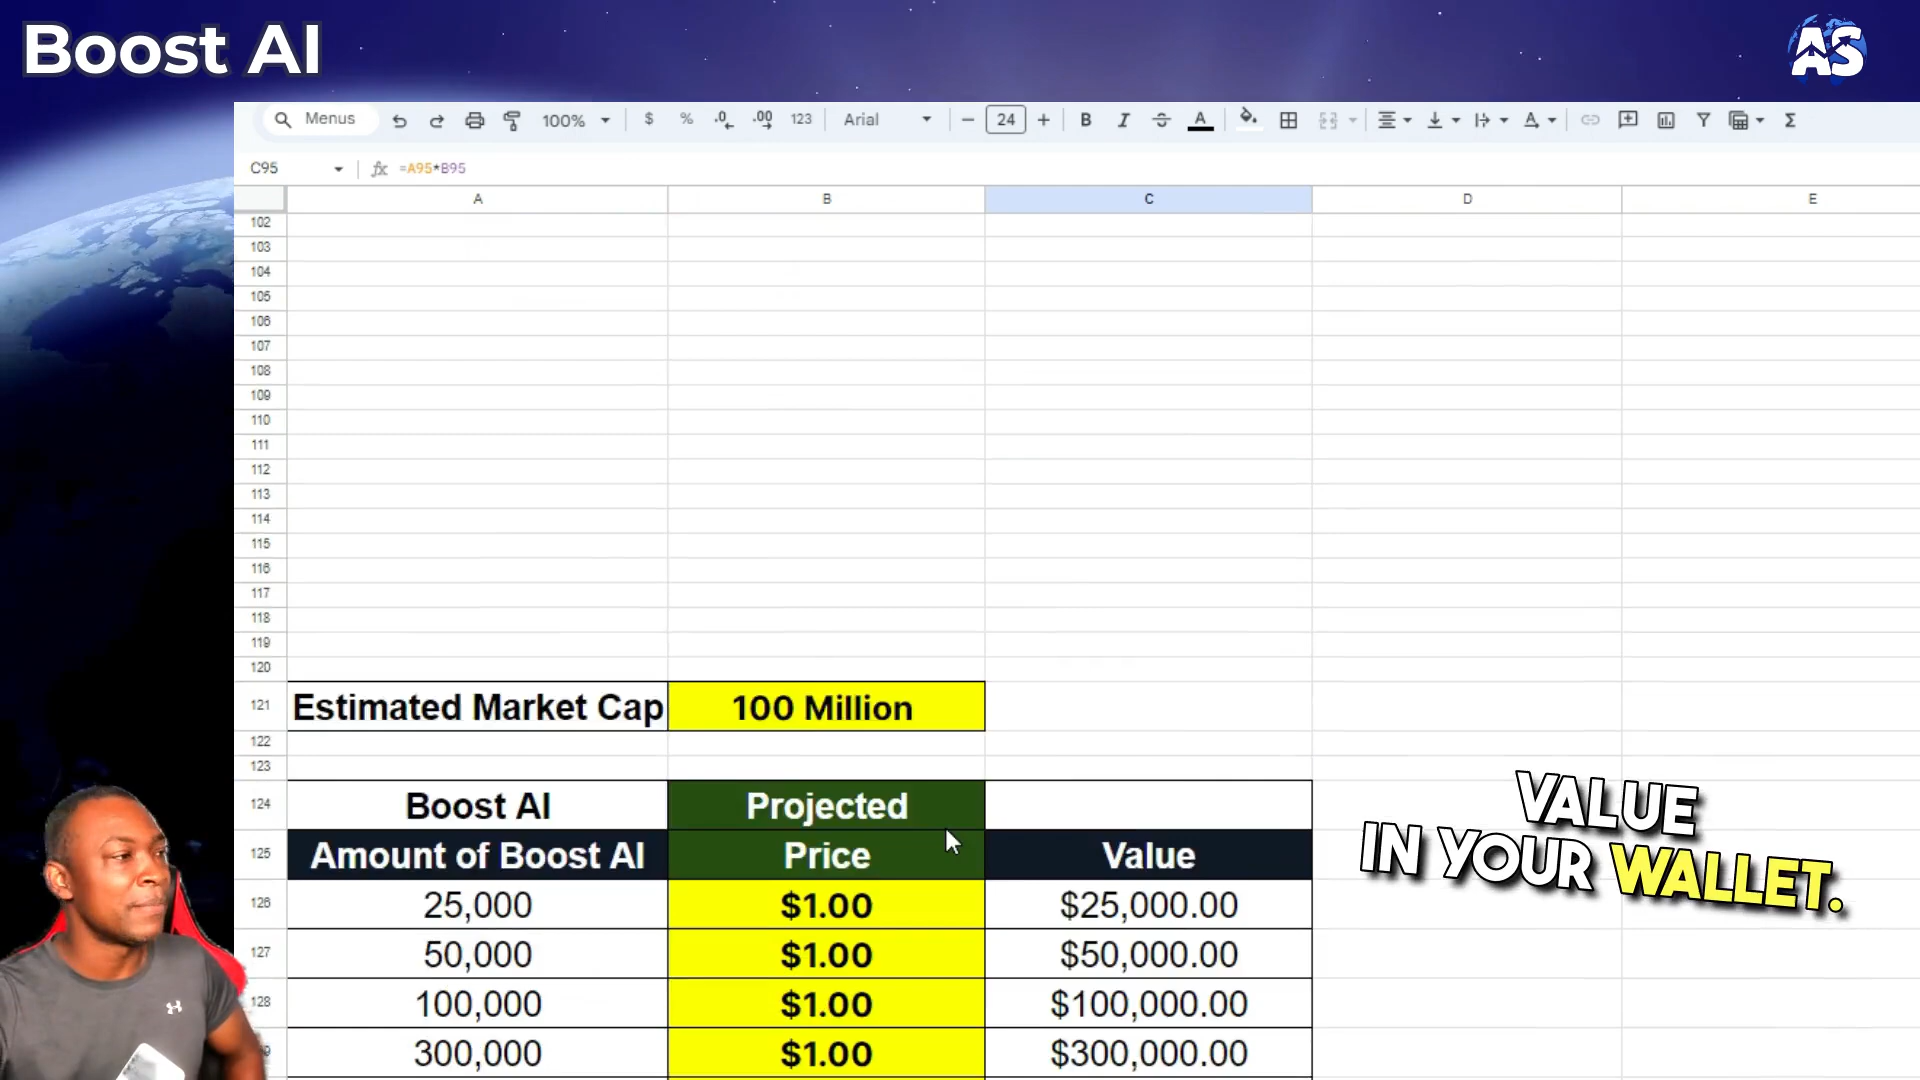 Boost AI
AS
Menus
100%
$ % .0 .00 123
Arial
24
B I A
C95
fx =A95*B95
A B C D E
102
103
104
105
106
107
108
109
110
111
112
113
114
115
116
117
118
119
120
121 Estimated Market Cap 100 Million
122
123
124 Boost AI Projected
125 Amount of Boost AI Price Value
126 25,000 $1.00 $25,000.00
127 50,000 $1.00 $50,000.00
128 100,000 $1.00 $100,000.00
300,000 $1.00 $300,000.00
VALUE
IN YOUR WALLET.